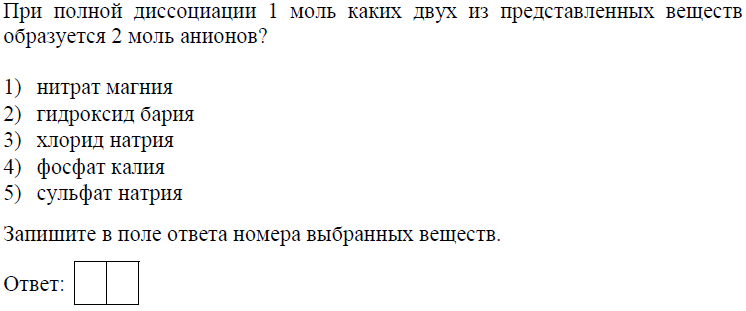 При полной диссоциации 1 моль каких двух из представленных веществ
образуется 2 моль анионов?
1) нитрат магния
2) гидроксид бария
3) хлорид натрия
4) фосфат калия
5) сульфат натрия
Запишите в поле ответа номера выбранных веществ.
Ответ: